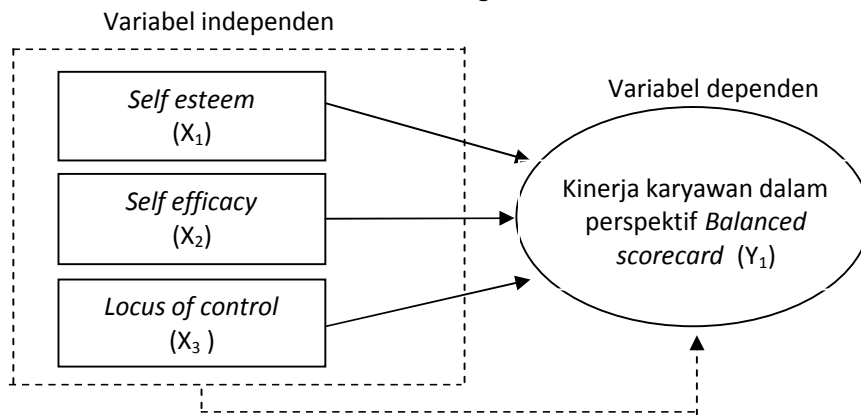 Variabel independen
Self esteem
(X₁)
Self efficacy
(X₂)
Locus of control
(X₃ )
Variabel dependen
Kinerja karyawan dalam
perspektif Balanced
scorecard (Y₁)